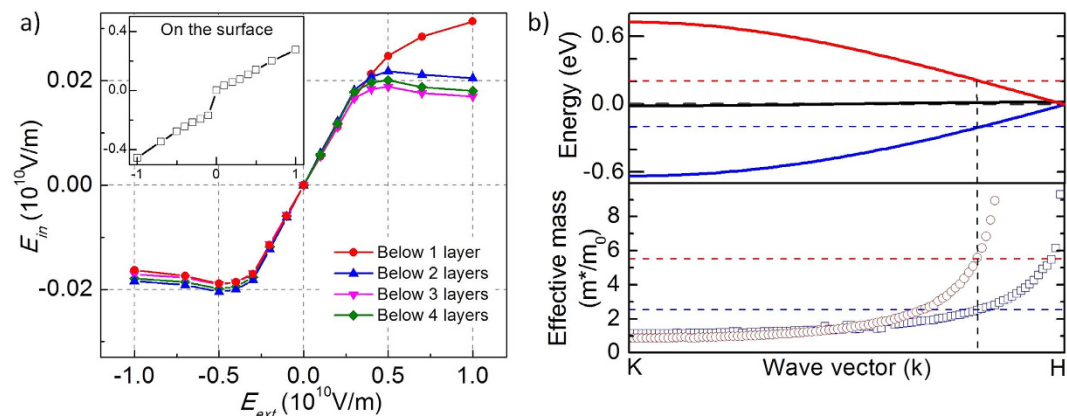 a)
On the surface
0.4
0.0
-0.4
-1
0
1
0.02
0.00
-0.02
E_in (10^10 V/m)
Below 1 layer
Below 2 layers
Below 3 layers
Below 4 layers
-1.0
-0.5
0.0
0.5
1.0
E_ext (10^10 V/m)
b)
0.6
0.0
-0.6
Energy (eV)
8
6
4
2
0
Effective mass
(m*/m_0)
K
Wave vector (k)
H